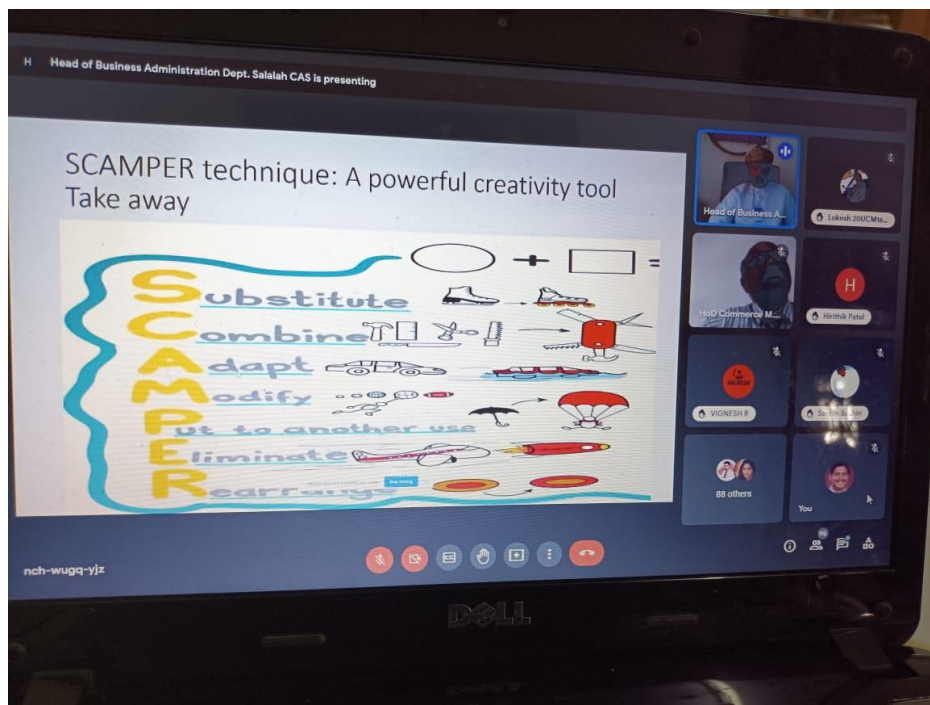 H Head of Business Administration Dept. Salalah CAS is presenting
SCAMPER technique: A powerful creativity tool
Take away
Substitute
Combine
Adapt
Modify
Put to another use
Eliminate
Rearrange
Head of Business A...
Lokesh 20UCM16...
HoD Commerce M...
H
Hirithik Patel
VIGNESH R
Sachin
88 others
You
nch-wugq-yjz
DELL